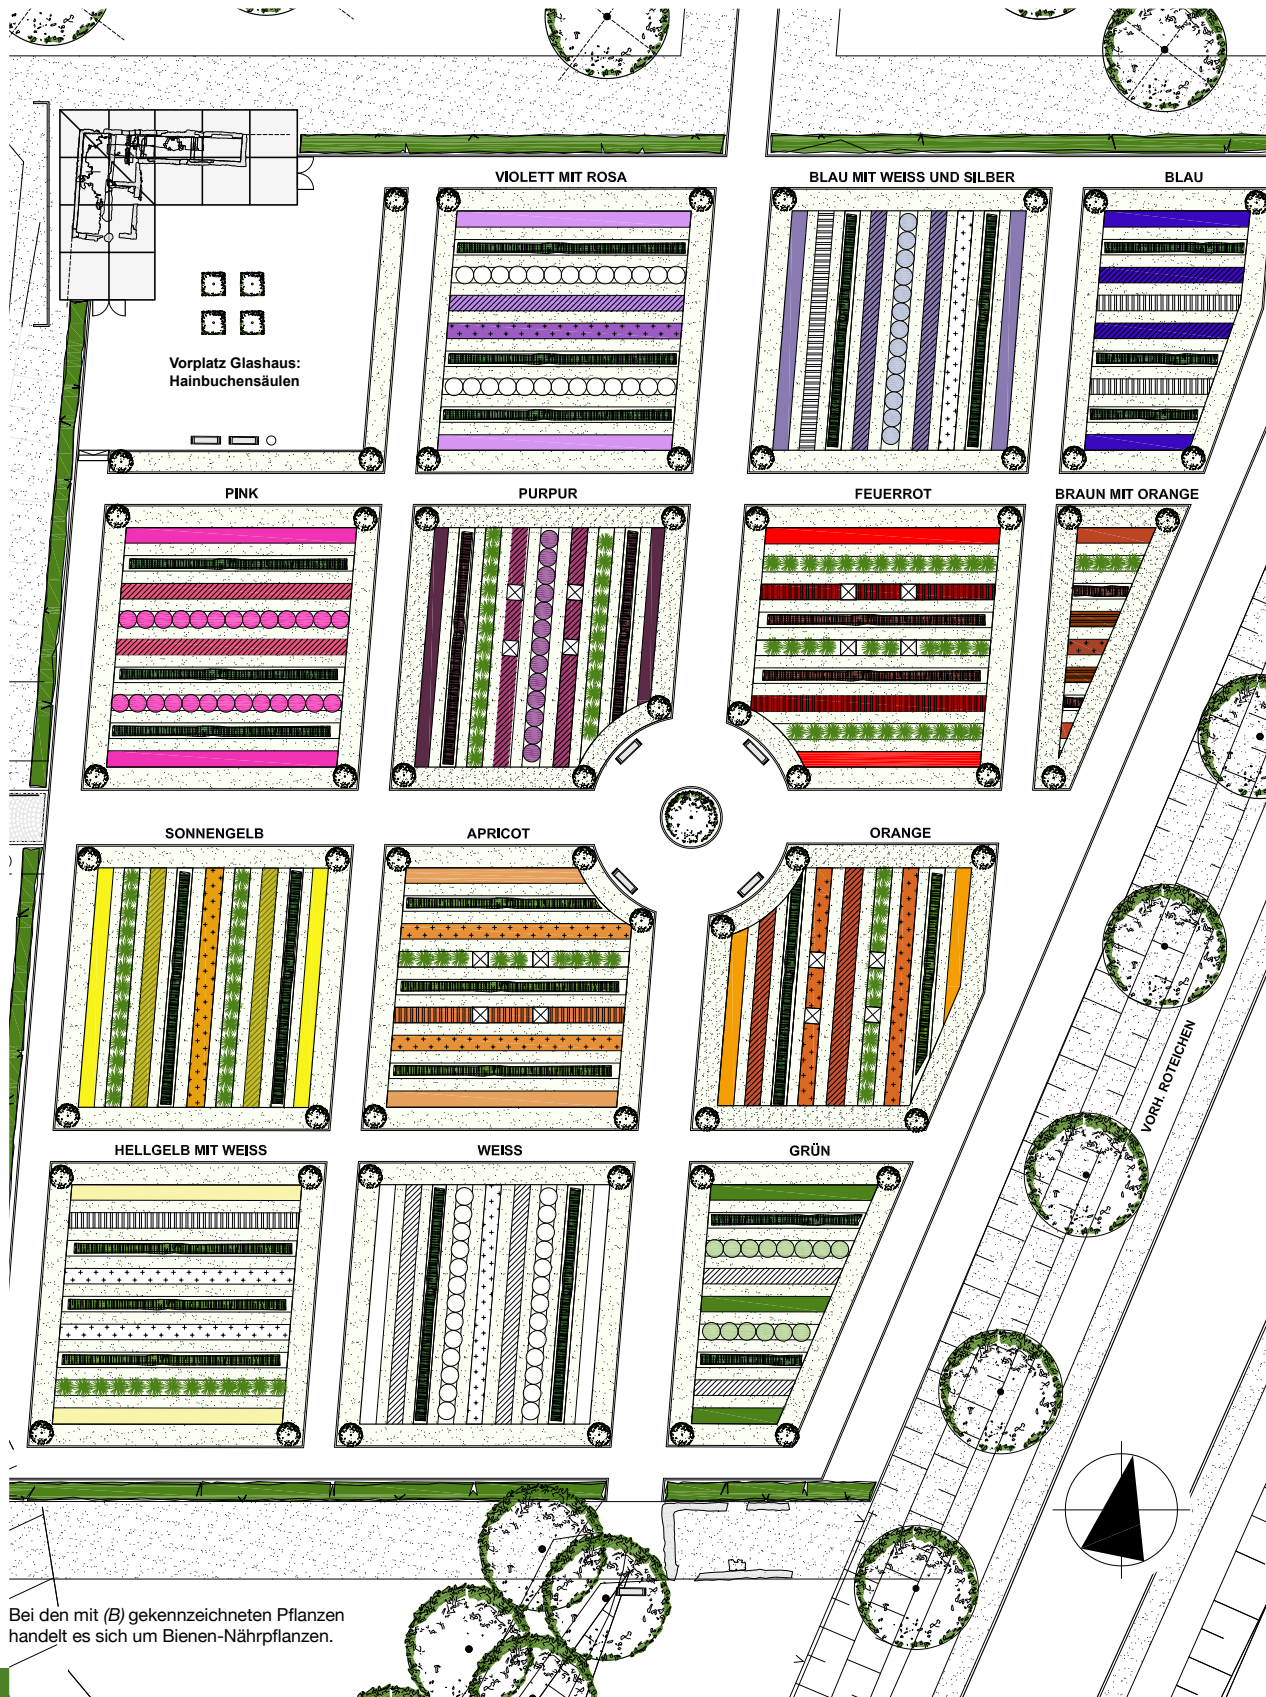 VIOLETT MIT ROSA
BLAU MIT WEISS UND SILBER
BLAU
Vorplatz Glashaus:
Hainbuchensäulen
PINK
PURPUR
FEUERROT
BRAUN MIT ORANGE
SONNENGELB
APRICOT
ORANGE
VORH. ROTEICHEN
HELLGELB MIT WEISS
WEISS
GRÜN
Bei den mit (B) gekennzeichneten Pflanzen
handelt es sich um Bienen-Nährpflanzen.